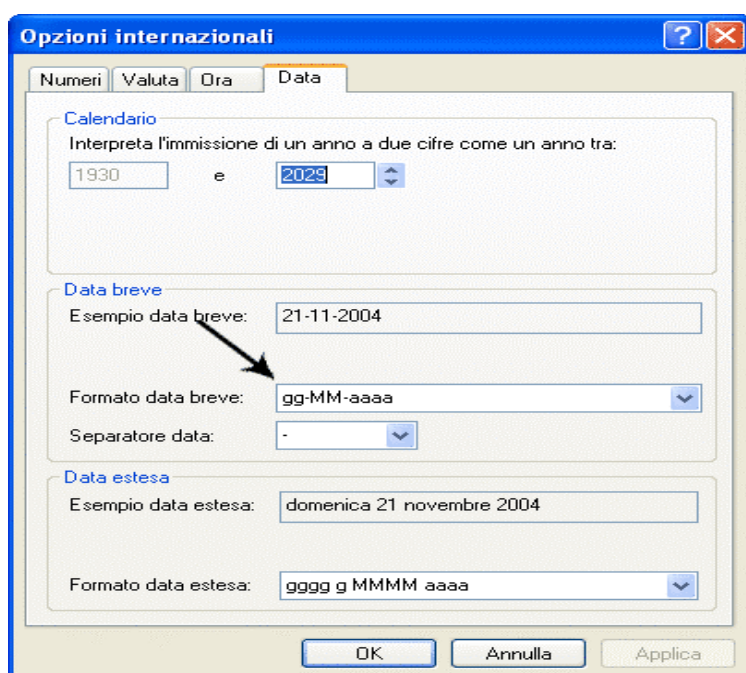 Opzioni internazionali
Numeri Valuta Ora Data
Calendario
Interpreta l'immissione di un anno a due cifre come un anno tra:
1930 e 2029
Data breve
Esempio data breve: 21-11-2004
Formato data breve: gg-MM-aaaa
Separatore data: -
Data estesa
Esempio data estesa: domenica 21 novembre 2004
Formato data estesa: gggg g MMMM aaaa
OK Annulla Applica